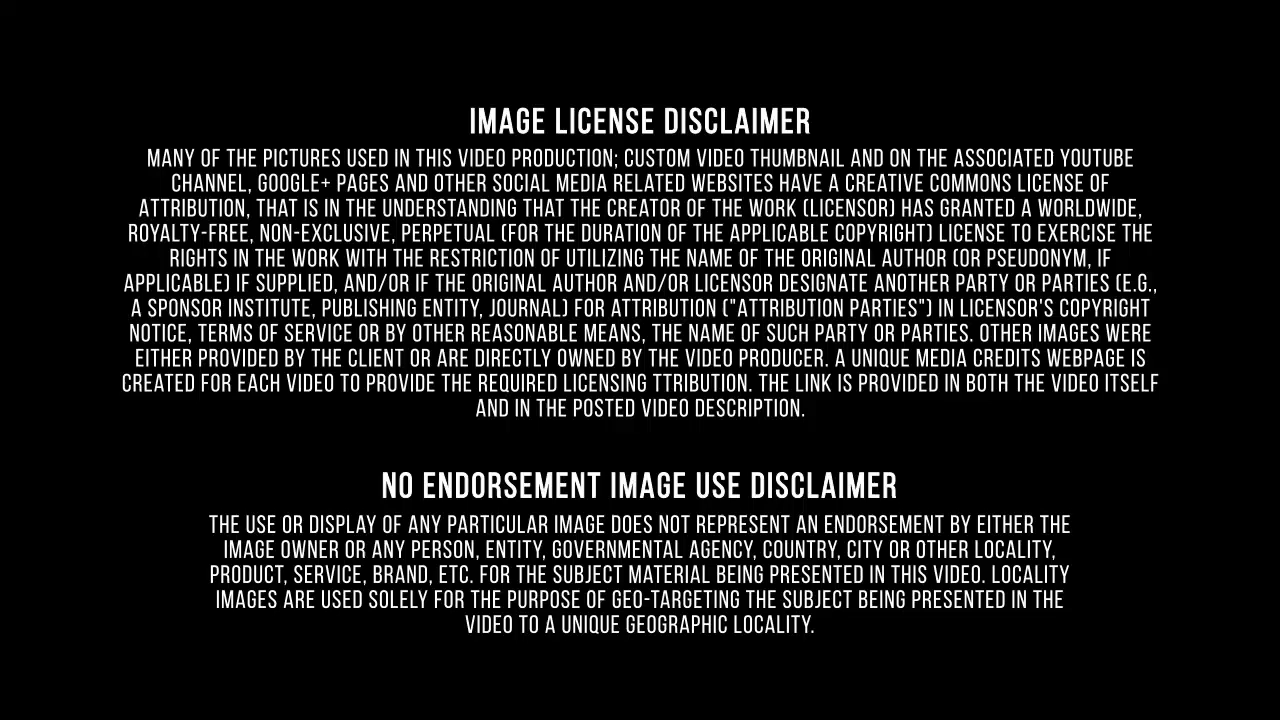 IMAGE LICENSE DISCLAIMER
MANY OF THE PICTURES USED IN THIS VIDEO PRODUCTION; CUSTOM VIDEO THUMBNAIL AND ON THE ASSOCIATED YOUTUBE
CHANNEL, GOOGLE+ PAGES AND OTHER SOCIAL MEDIA RELATED WEBSITES HAVE A CREATIVE COMMONS LICENSE OF
ATTRIBUTION, THAT IS IN THE UNDERSTANDING THAT THE CREATOR OF THE WORK (LICENSOR) HAS GRANTED A WORLDWIDE,
ROYALTY-FREE, NON-EXCLUSIVE, PERPETUAL (FOR THE DURATION OF THE APPLICABLE COPYRIGHT) LICENSE TO EXERCISE THE
RIGHTS IN THE WORK WITH THE RESTRICTION OF UTILIZING THE NAME OF THE ORIGINAL AUTHOR (OR PSEUDONYM, IF
APPLICABLE) IF SUPPLIED, AND/OR IF THE ORIGINAL AUTHOR AND/OR LICENSOR DESIGNATE ANOTHER PARTY OR PARTIES (E.G.,
A SPONSOR INSTITUTE, PUBLISHING ENTITY, JOURNAL) FOR ATTRIBUTION ("ATTRIBUTION PARTIES") IN LICENSOR'S COPYRIGHT
NOTICE, TERMS OF SERVICE OR BY OTHER REASONABLE MEANS, THE NAME OF SUCH PARTY OR PARTIES. OTHER IMAGES WERE
EITHER PROVIDED BY THE CLIENT OR ARE DIRECTLY OWNED BY THE VIDEO PRODUCER. A UNIQUE MEDIA CREDITS WEBPAGE IS
CREATED FOR EACH VIDEO TO PROVIDE THE REQUIRED LICENSING TTRIBUTION. THE LINK IS PROVIDED IN BOTH THE VIDEO ITSELF
AND IN THE POSTED VIDEO DESCRIPTION.
NO ENDORSEMENT IMAGE USE DISCLAIMER
THE USE OR DISPLAY OF ANY PARTICULAR IMAGE DOES NOT REPRESENT AN ENDORSEMENT BY EITHER THE
IMAGE OWNER OR ANY PERSON, ENTITY, GOVERNMENTAL AGENCY, COUNTRY, CITY OR OTHER LOCALITY,
PRODUCT, SERVICE, BRAND, ETC. FOR THE SUBJECT MATERIAL BEING PRESENTED IN THIS VIDEO. LOCALITY
IMAGES ARE USED SOLELY FOR THE PURPOSE OF GEO-TARGETING THE SUBJECT BEING PRESENTED IN THE
VIDEO TO A UNIQUE GEOGRAPHIC LOCALITY.